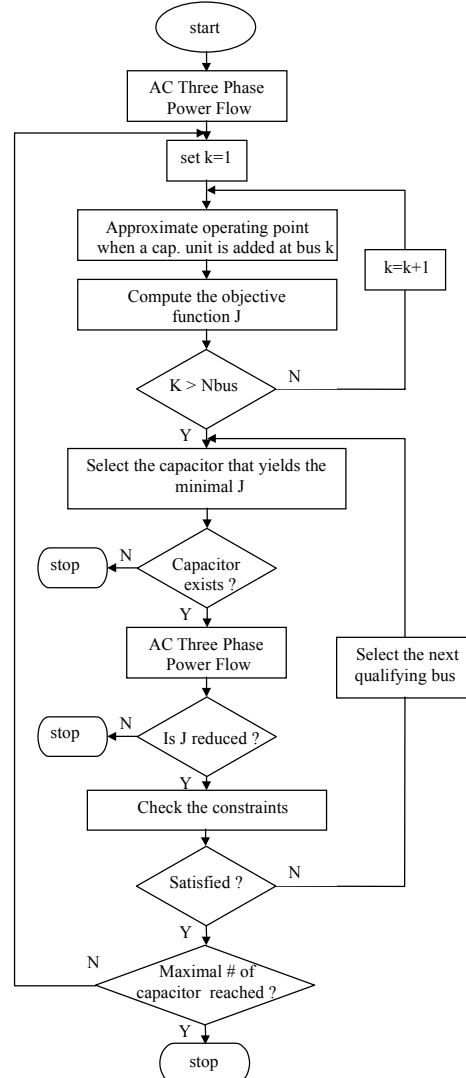 start
AC Three Phase
Power Flow
set k=1
Approximate operating point
when a cap. unit is added at bus k
k=k+1
Compute the objective
function J
K > Nbus
N
Y
Select the capacitor that yields the
minimal J
stop
N
Capacitor
exists ?
Y
AC Three Phase
Power Flow
Select the next
qualifying bus
stop
N
Is J reduced ?
Y
Check the constraints
Satisfied ?
N
Y
N
Maximal # of
capacitor reached ?
Y
stop